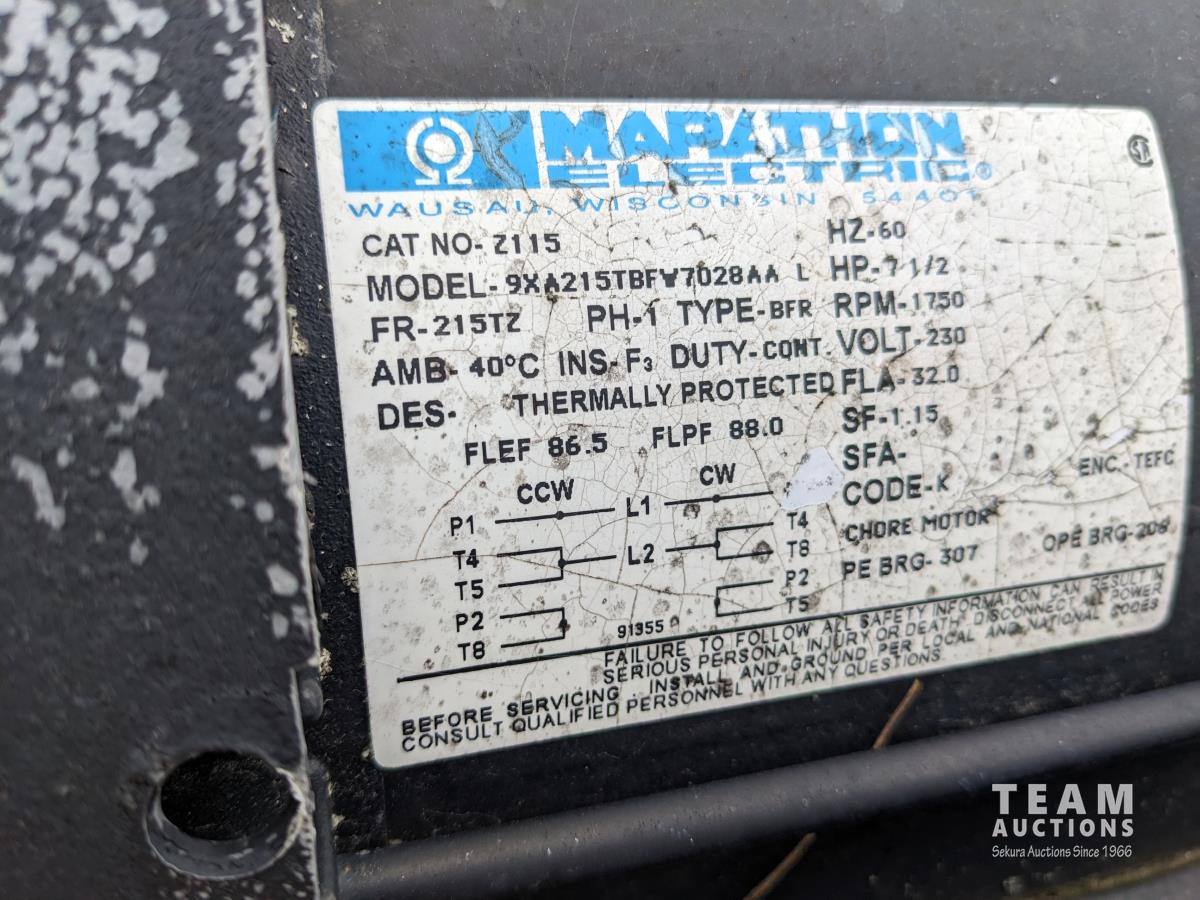 MARATHON
ELECTRIC®
WAUSAU, WISCONSIN 54401
CAT NO- Z115 HZ-60
MODEL- 9XA215TBFW7028AA L HP-7 1/2
FR-215TZ PH-1 TYPE-BFR RPM-1750
AMB- 40°C INS-F3 DUTY-CONT. VOLT-230
DES- THERMALLY PROTECTED FLA-32.0
FLEF 86.5 FLPF 88.0 SF-1.15
SFA- ENC.-TEFC
CCW CW CODE-K
P1 L1
T4 L2 T4 CHORE MOTOR
T5 T8 PE BRG-307 OPE BRG-208
P2 P2
T8 T5
91355
FAILURE TO FOLLOW ALL SAFETY INFORMATION CAN RESULT IN
SERIOUS PERSONAL INJURY OR DEATH. DISCONNECT ALL POWER
BEFORE SERVICING. INSTALL AND GROUND PER LOCAL AND NATIONAL CODES
CONSULT QUALIFIED PERSONNEL WITH ANY QUESTIONS
TEAM
AUCTIONS
Sekura Auctions Since 1966